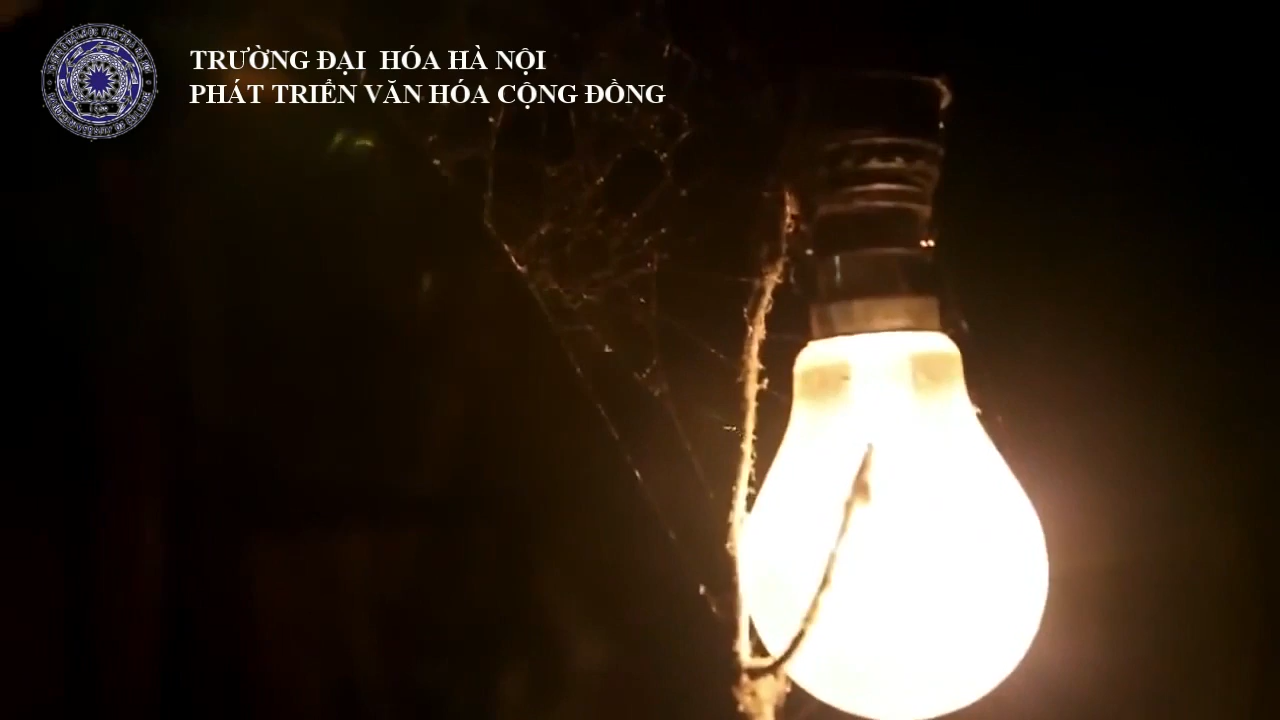 TRƯỜNG ĐẠI HÓA HÀ NỘI
PHÁT TRIỂN VĂN HÓA CỘNG ĐỒNG